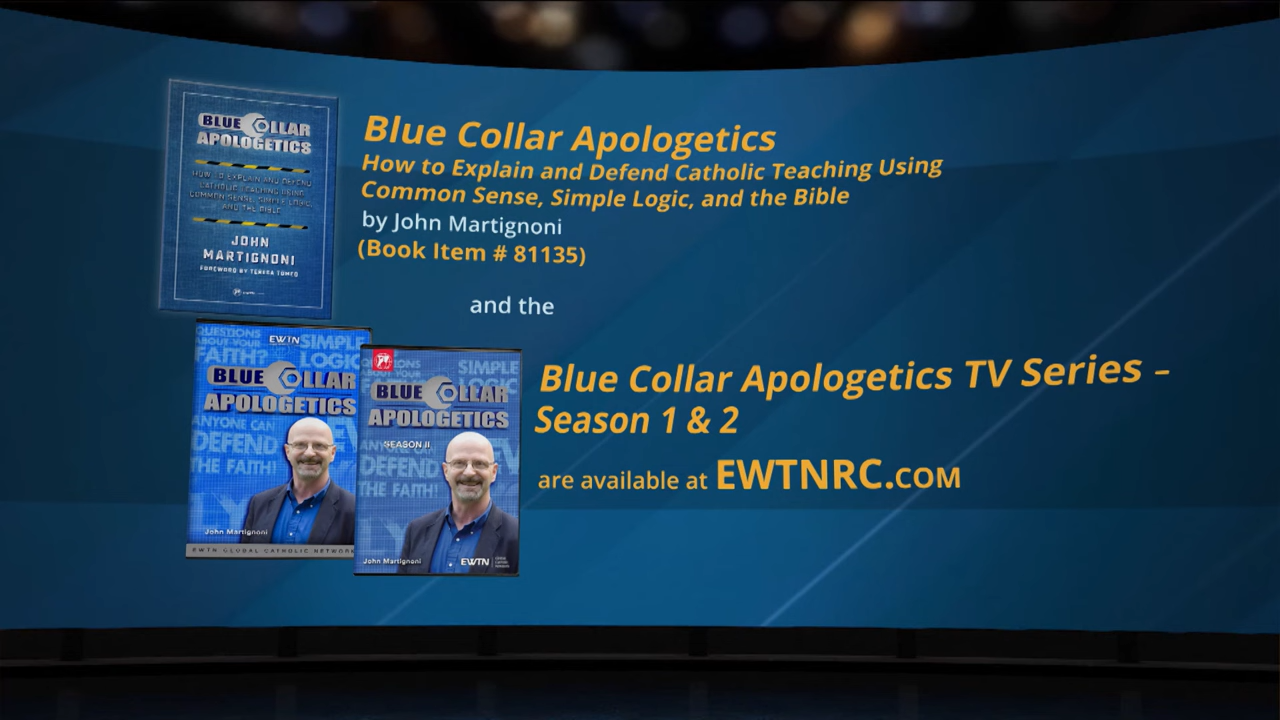 BLUE COLLAR
APOLOGETICS
HOW TO EXPLAIN AND DEFEND
CATHOLIC TEACHING USING
COMMON SENSE, SIMPLE LOGIC,
AND THE BIBLE
JOHN
MARTIGNONI
FOREWORD BY TERESA TOMEO
Blue Collar Apologetics
How to Explain and Defend Catholic Teaching Using
Common Sense, Simple Logic, and the Bible
by John Martignoni
(Book Item # 81135)
and the
QUESTIONS
ABOUT YOUR
FAITH?
EWTN
SIMPLE
LOGIC
BLUE COLLAR
APOLOGETICS
ANYONE CAN
DEFEND
THE FAITH!
John Martignoni
EWTN GLOBAL CATHOLIC NETWORK
SIMPLE
LOGIC
BLUE COLLAR
APOLOGETICS
SEASON II
DEFEND
THE FAITH!
John Martignoni
EWTN
Blue Collar Apologetics TV Series –
Season 1 & 2
are available at EWTNRC.COM